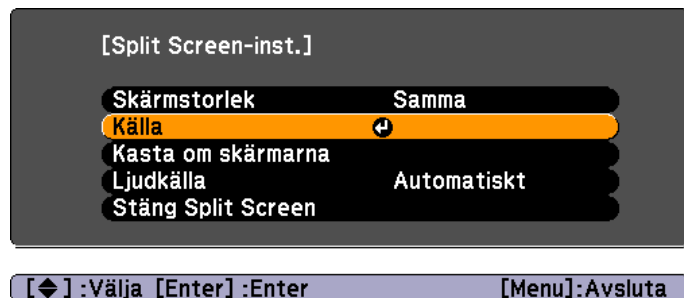 [Split Screen-inst.]
Skärmstorlek Samma
Källa
Kasta om skärmarna
Ljudkälla Automatiskt
Stäng Split Screen
[◆] :Välja [Enter] :Enter [Menu]:Avsluta